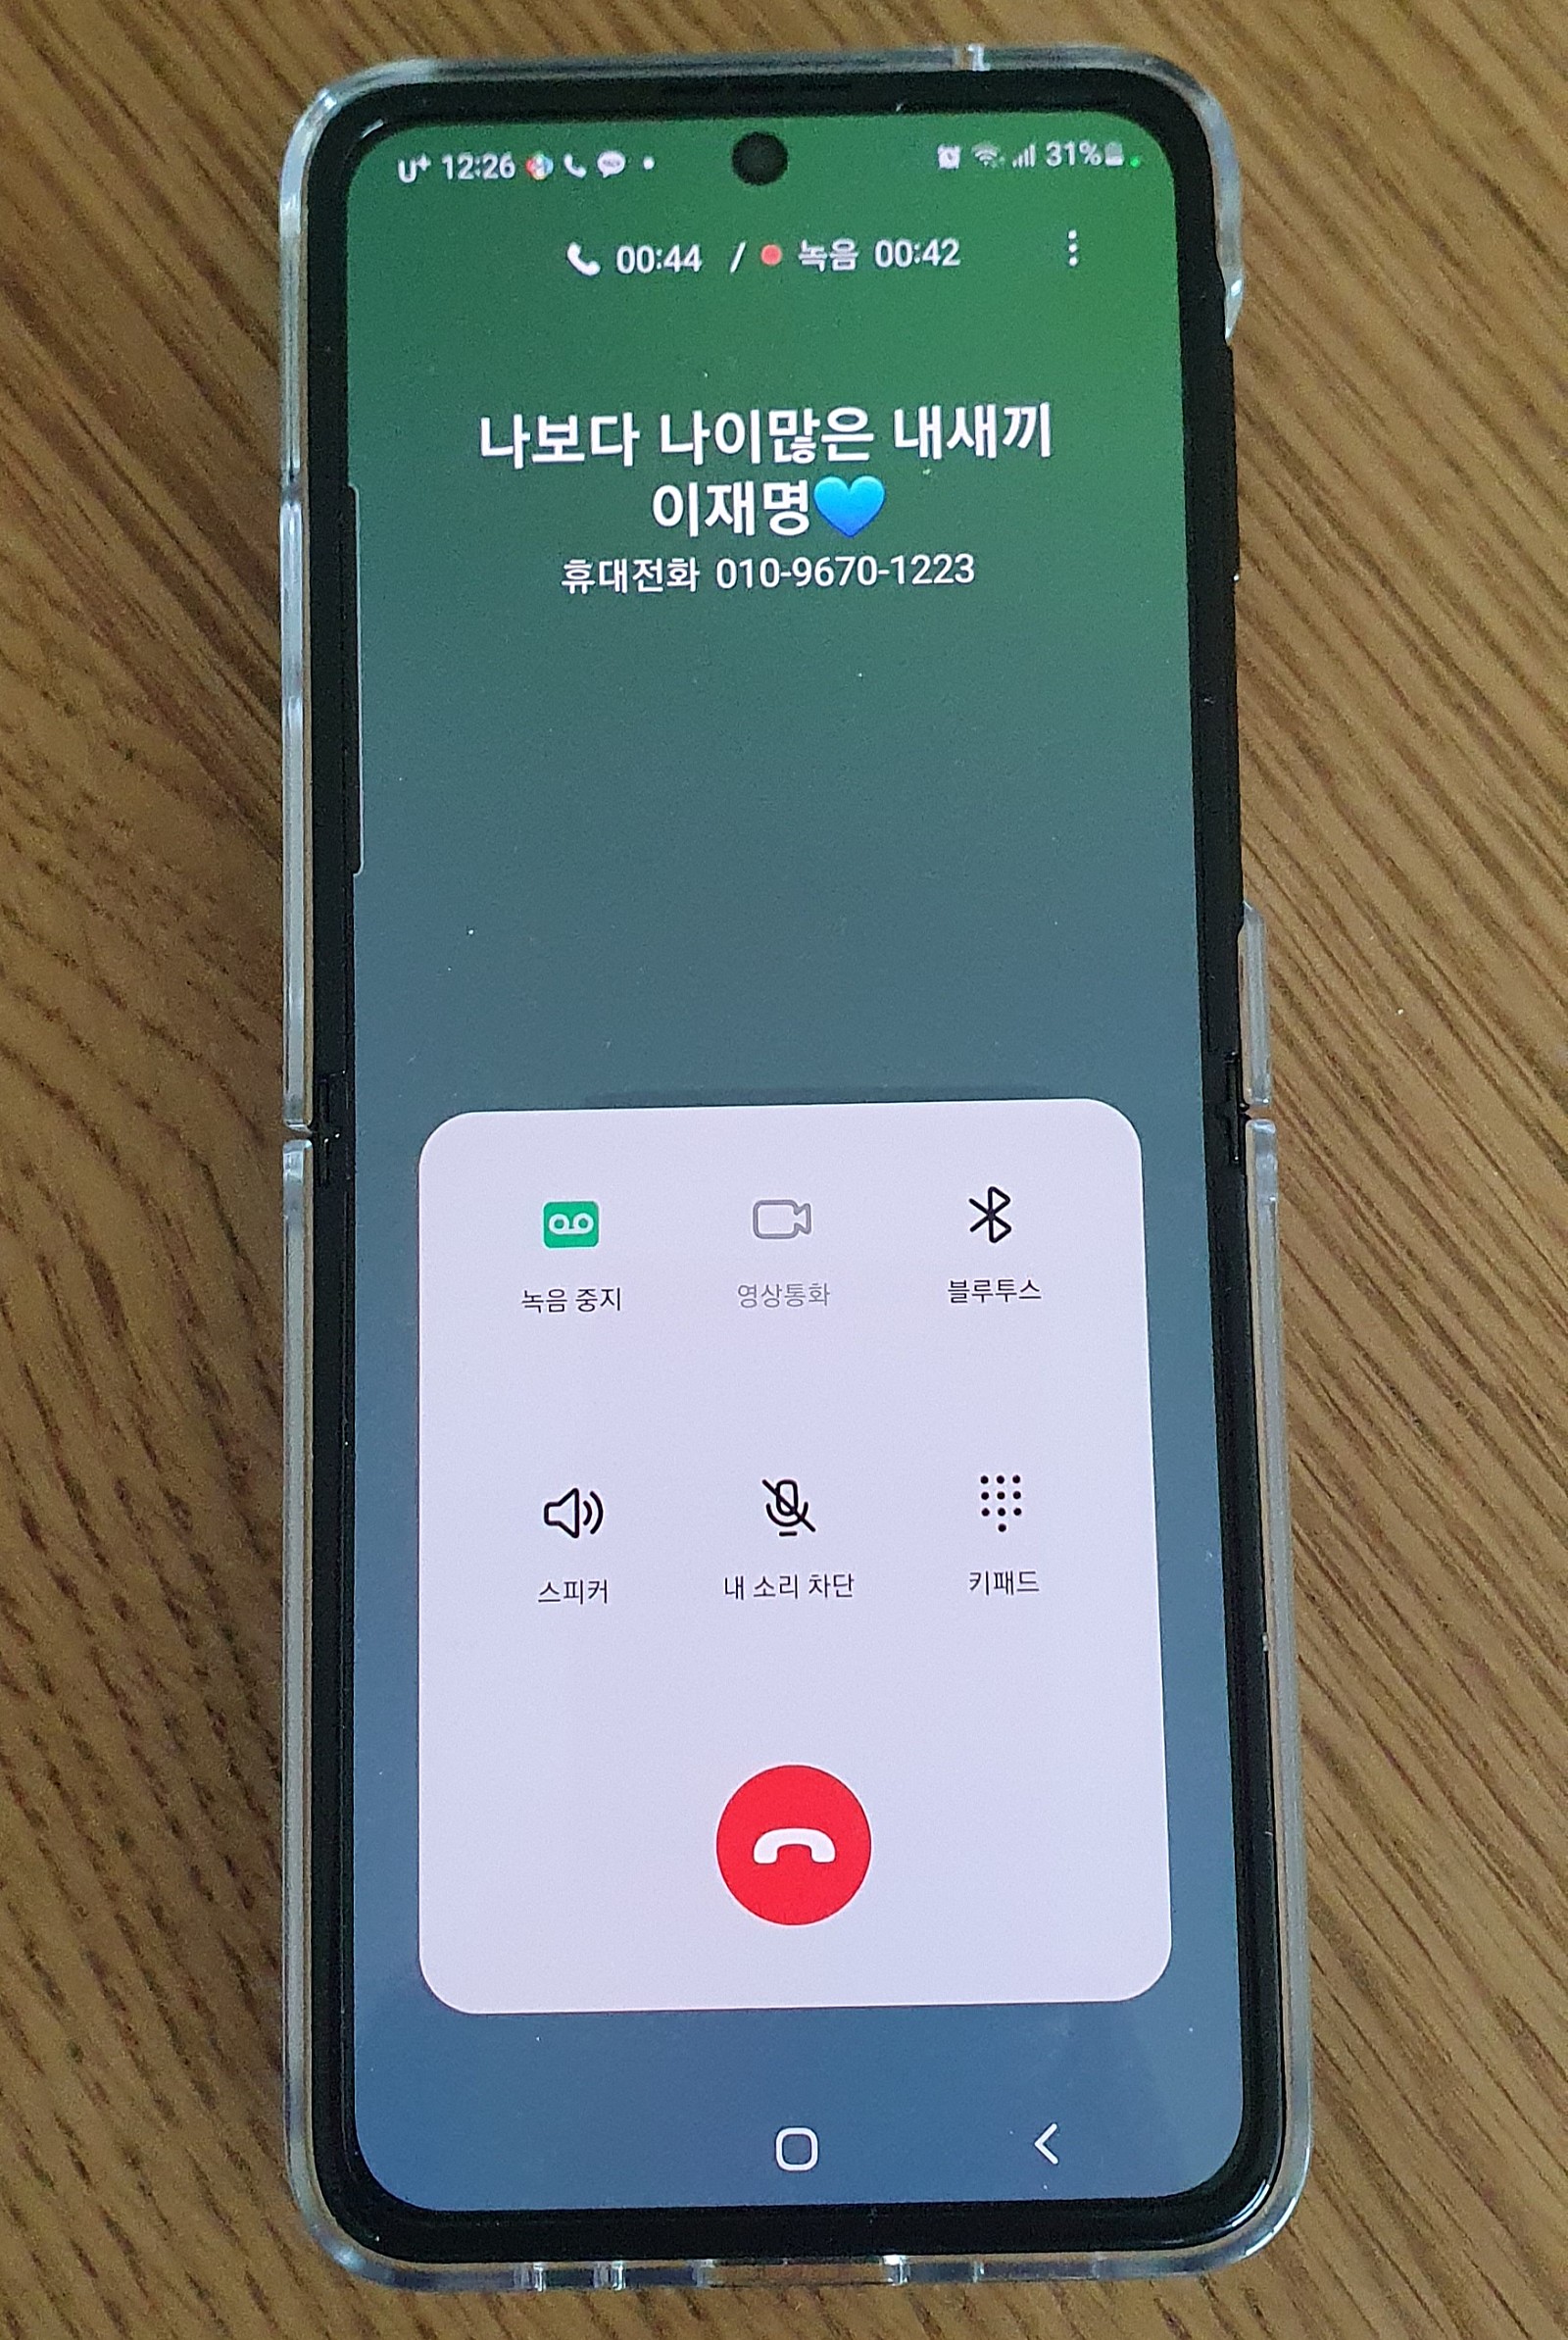 U⁺ 12:26 31%
00:44 / 녹음 00:42
나보다 나이많은 내새끼
이재명💙
휴대전화 010-9670-1223
녹음 중지 영상통화 블루투스
스피커 내 소리 차단 키패드